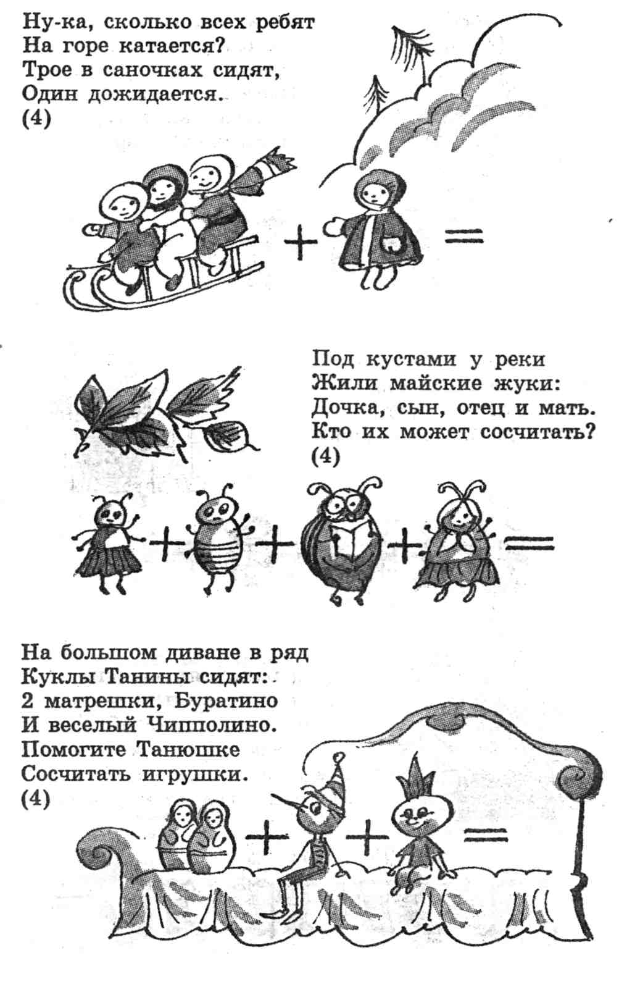 Ну-ка, сколько всех ребят
На горе катается?
Трое в саночках сидят,
Один дожидается.
(4)
+ =
Под кустами у реки
Жили майские жуки:
Дочка, сын, отец и мать.
Кто их может сосчитать?
(4)
+ + + =
На большом диване в ряд
Куклы Танины сидят:
2 матрешки, Буратино
И веселый Чипполино.
Помогите Танюшке
Сосчитать игрушки.
(4)
+ + =